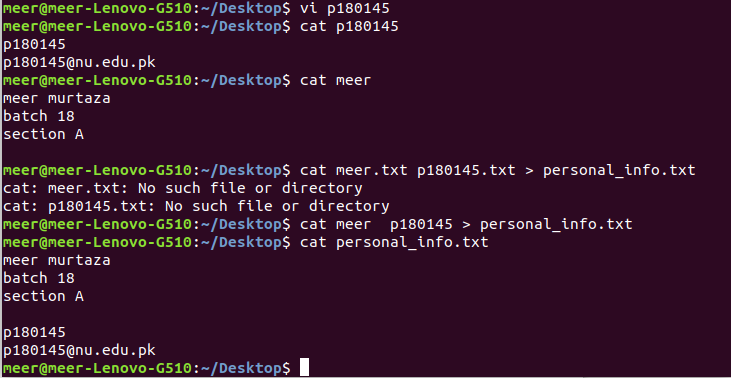 meer@meer-Lenovo-G510:~/Desktop$ vi p180145
meer@meer-Lenovo-G510:~/Desktop$ cat p180145
p180145
p180145@nu.edu.pk
meer@meer-Lenovo-G510:~/Desktop$ cat meer
meer murtaza
batch 18
section A

meer@meer-Lenovo-G510:~/Desktop$ cat meer.txt p180145.txt > personal_info.txt
cat: meer.txt: No such file or directory
cat: p180145.txt: No such file or directory
meer@meer-Lenovo-G510:~/Desktop$ cat meer  p180145 > personal_info.txt
meer@meer-Lenovo-G510:~/Desktop$ cat personal_info.txt
meer murtaza
batch 18
section A

p180145
p180145@nu.edu.pk
meer@meer-Lenovo-G510:~/Desktop$